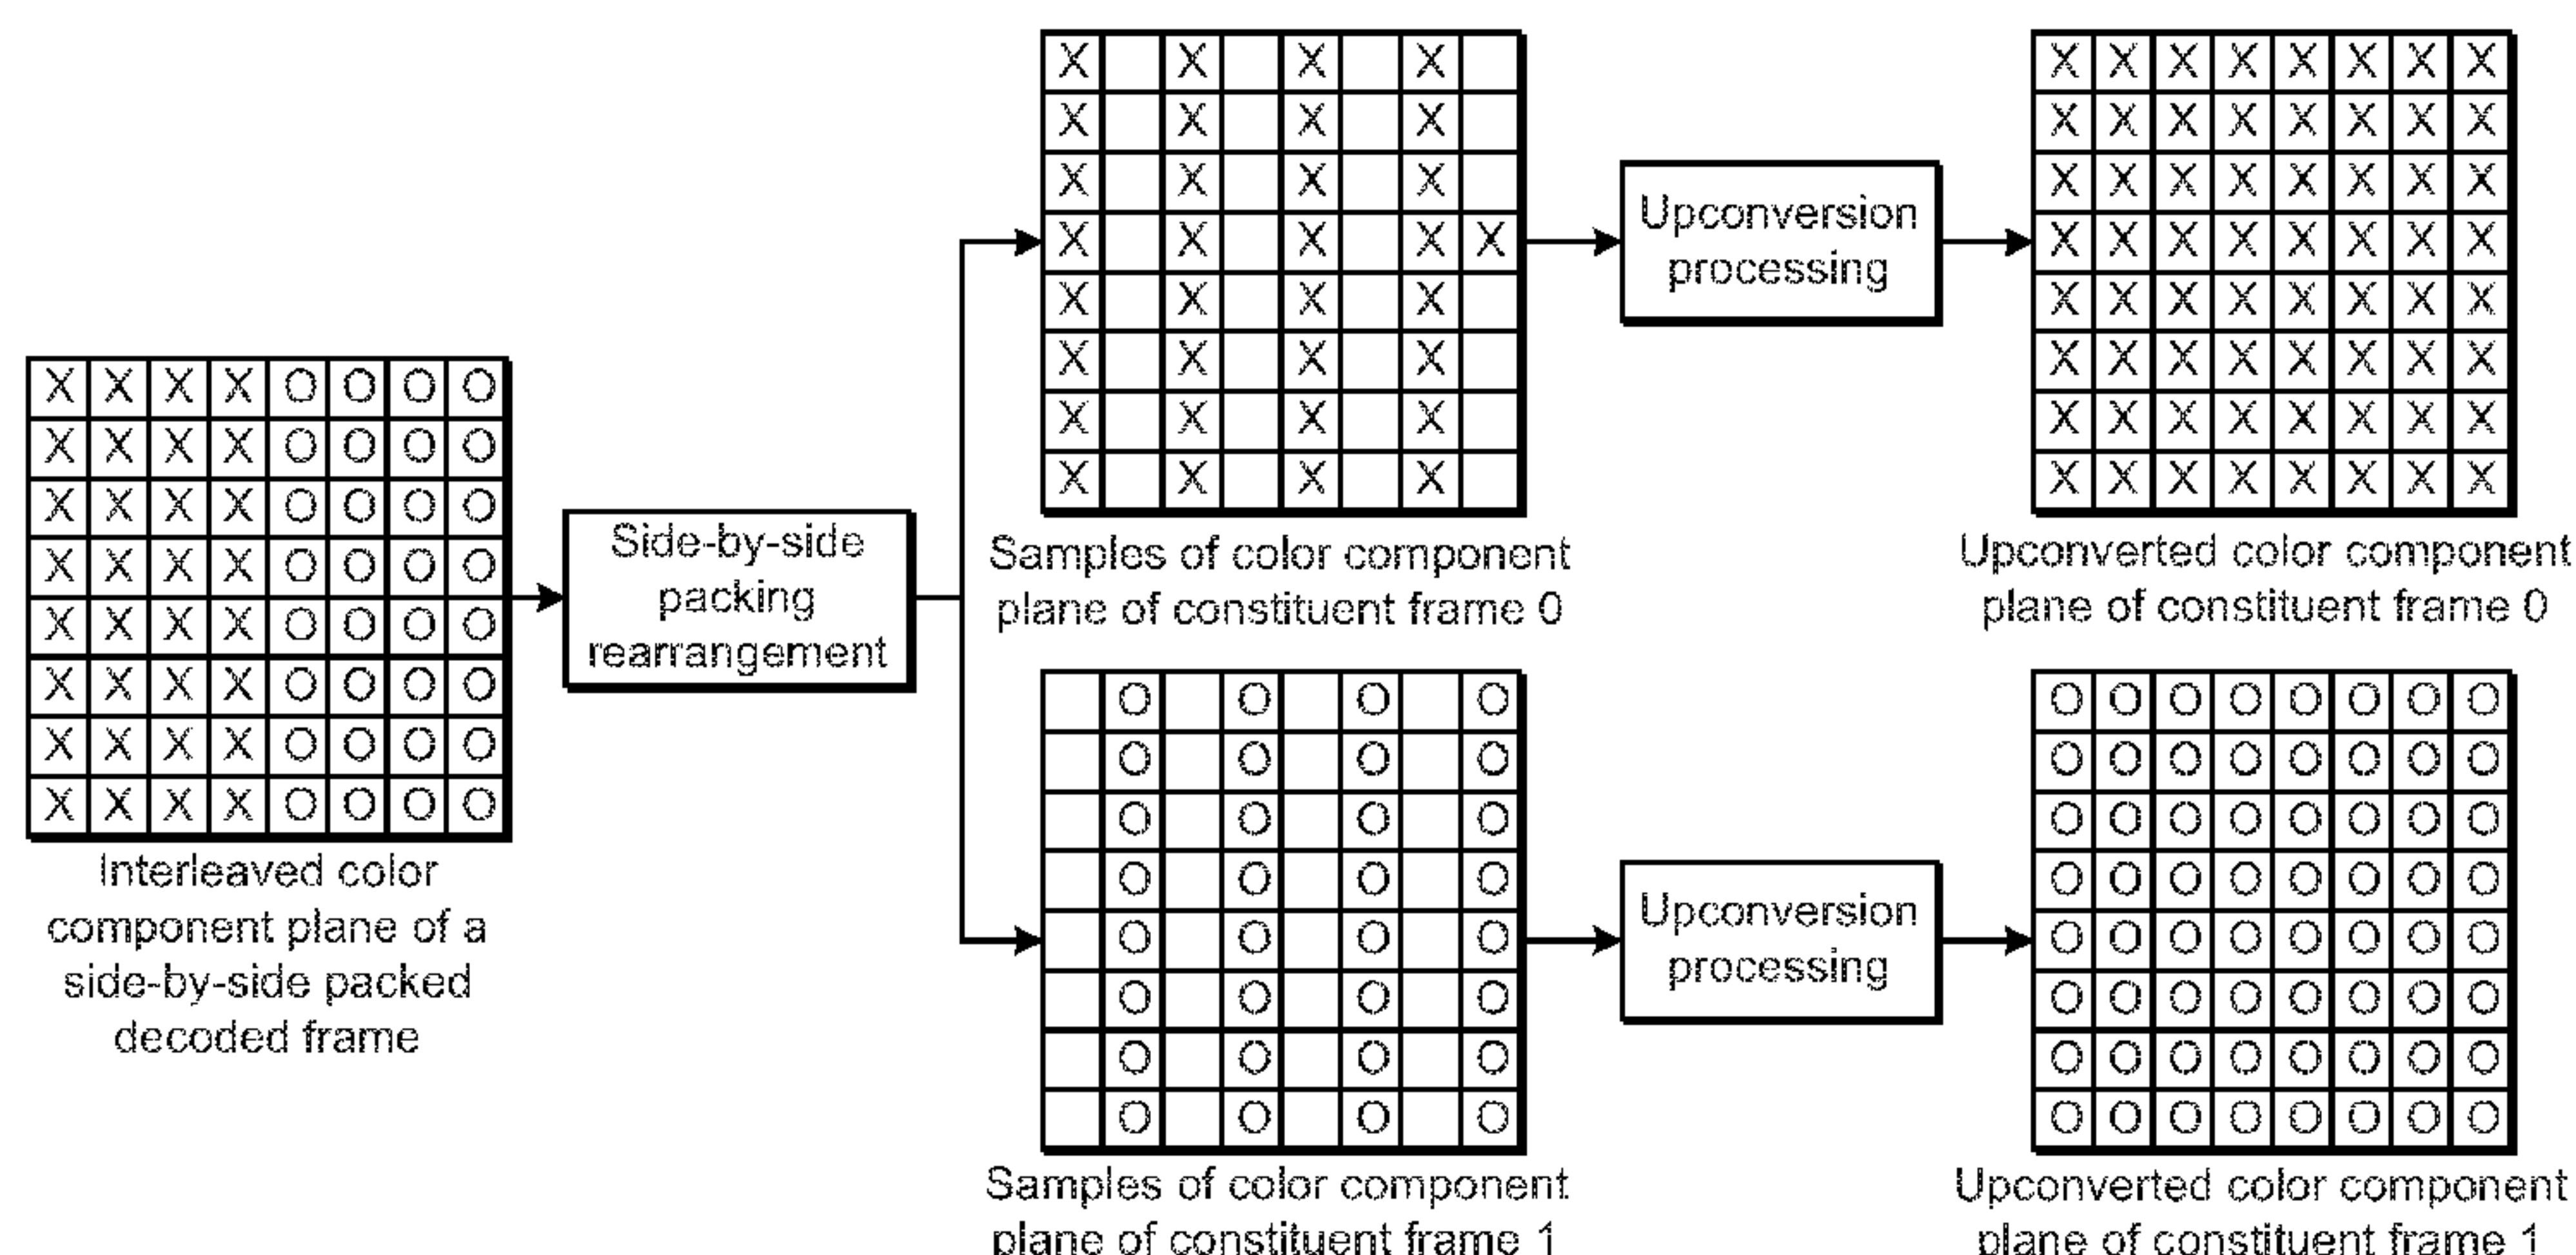 X X X X
X X X X
X X X X
X X X X X
X X X X
X X X X
X X X X
X X X X
Samples of color component
plane of constituent frame 0
Upconversion
processing
X X X X X X X X
X X X X X X X X
X X X X X X X X
X X X X X X X X
X X X X X X X X
X X X X X X X X
X X X X X X X X
X X X X X X X X
Upconverted color component
plane of constituent frame 0
X X X X O O O O
X X X X O O O O
X X X X O O O O
X X X X O O O O
X X X X O O O O
X X X X O O O O
X X X X O O O O
X X X X O O O O
Interleaved color
component plane of a
side-by-side packed
decoded frame
Side-by-side
packing
rearrangement
O O O O
O O O O
O O O O
O O O O
O O O O
O O O O
O O O O
O O O O
Samples of color component
plane of constituent frame 1
Upconversion
processing
O O O O O O O O
O O O O O O O O
O O O O O O O O
O O O O O O O O
O O O O O O O O
O O O O O O O O
O O O O O O O O
O O O O O O O O
Upconverted color component
plane of constituent frame 1